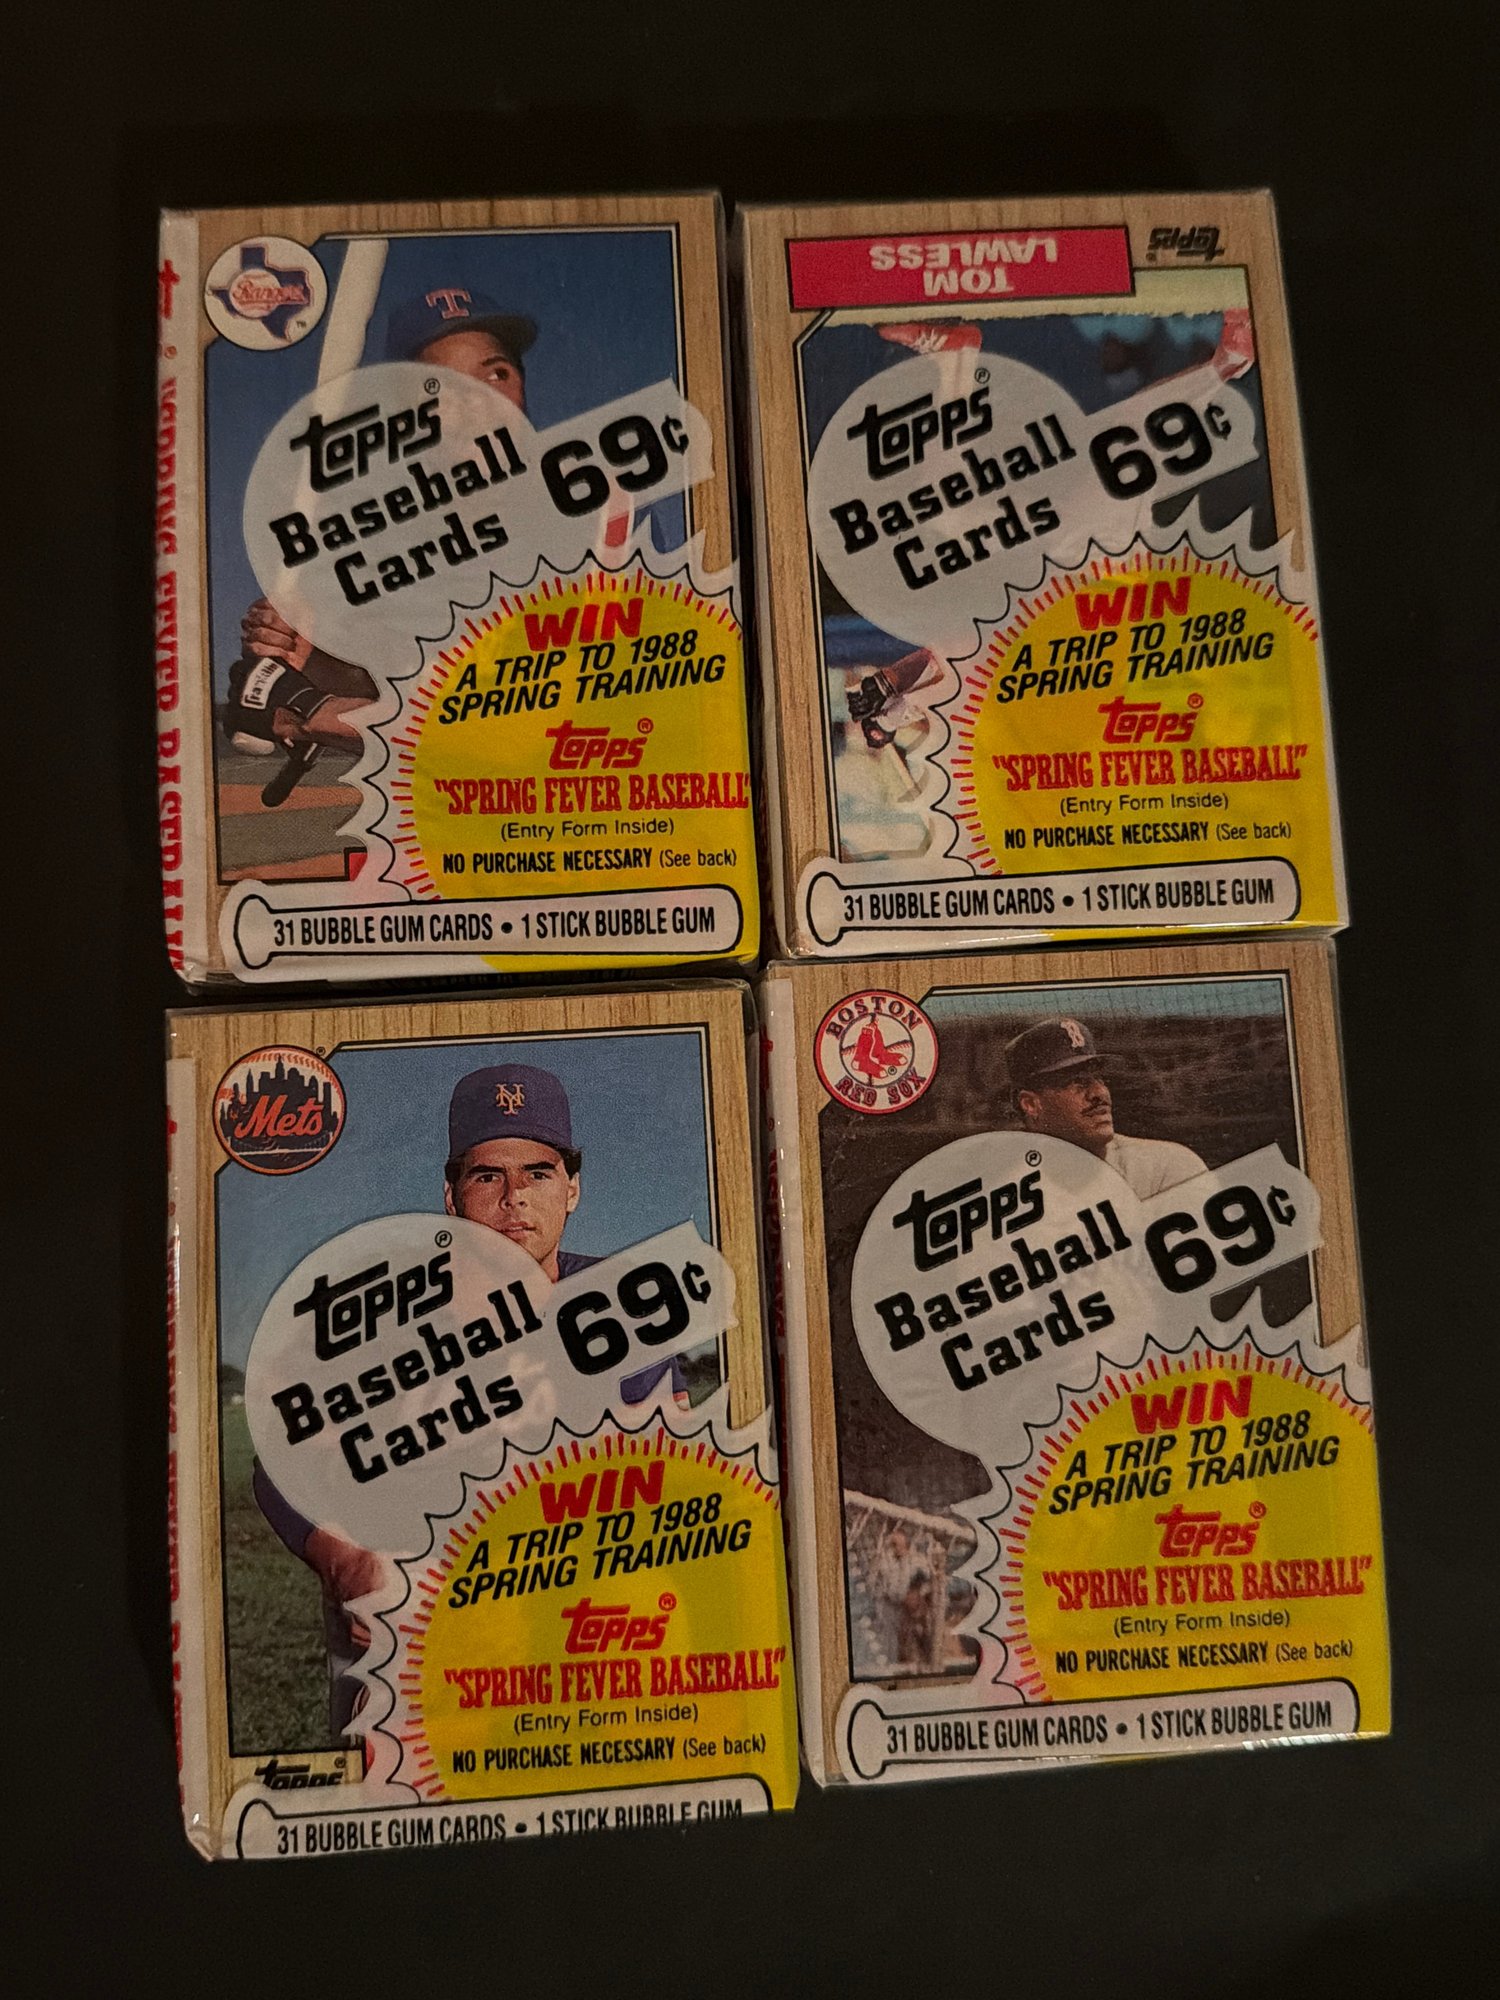 Rangers
T
topps®
Baseball
Cards
69¢
Franklin
WIN
A TRIP TO 1988
SPRING TRAINING
topps®
"SPRING FEVER BASEBALL"
(Entry Form Inside)
NO PURCHASE NECESSARY (See back)
31 BUBBLE GUM CARDS • 1 STICK BUBBLE GUM
TOM
LAWLESS
topps
topps®
Baseball
Cards
69¢
WIN
A TRIP TO 1988
SPRING TRAINING
topps®
"SPRING FEVER BASEBALL"
(Entry Form Inside)
NO PURCHASE NECESSARY (See back)
31 BUBBLE GUM CARDS • 1 STICK BUBBLE GUM
Mets
NY
topps®
Baseball
Cards
69¢
WIN
A TRIP TO 1988
SPRING TRAINING
topps®
"SPRING FEVER BASEBALL"
(Entry Form Inside)
NO PURCHASE NECESSARY (See back)
topps®
31 BUBBLE GUM CARDS • 1 STICK BUBBLE GUM
BOSTON
RED SOX
B
topps®
Baseball
Cards
69¢
WIN
A TRIP TO 1988
SPRING TRAINING
topps®
"SPRING FEVER BASEBALL"
(Entry Form Inside)
NO PURCHASE NECESSARY (See back)
31 BUBBLE GUM CARDS • 1 STICK BUBBLE GUM